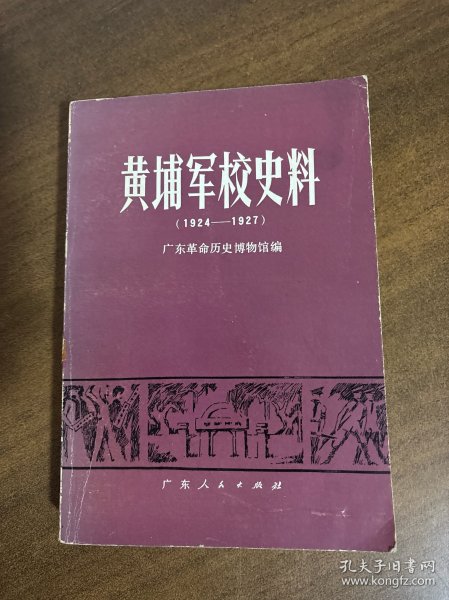 黄埔军校史料
(1924——1927)
广东革命历史博物馆编
广东人民出版社
孔夫子旧书网
www.kongfz.com